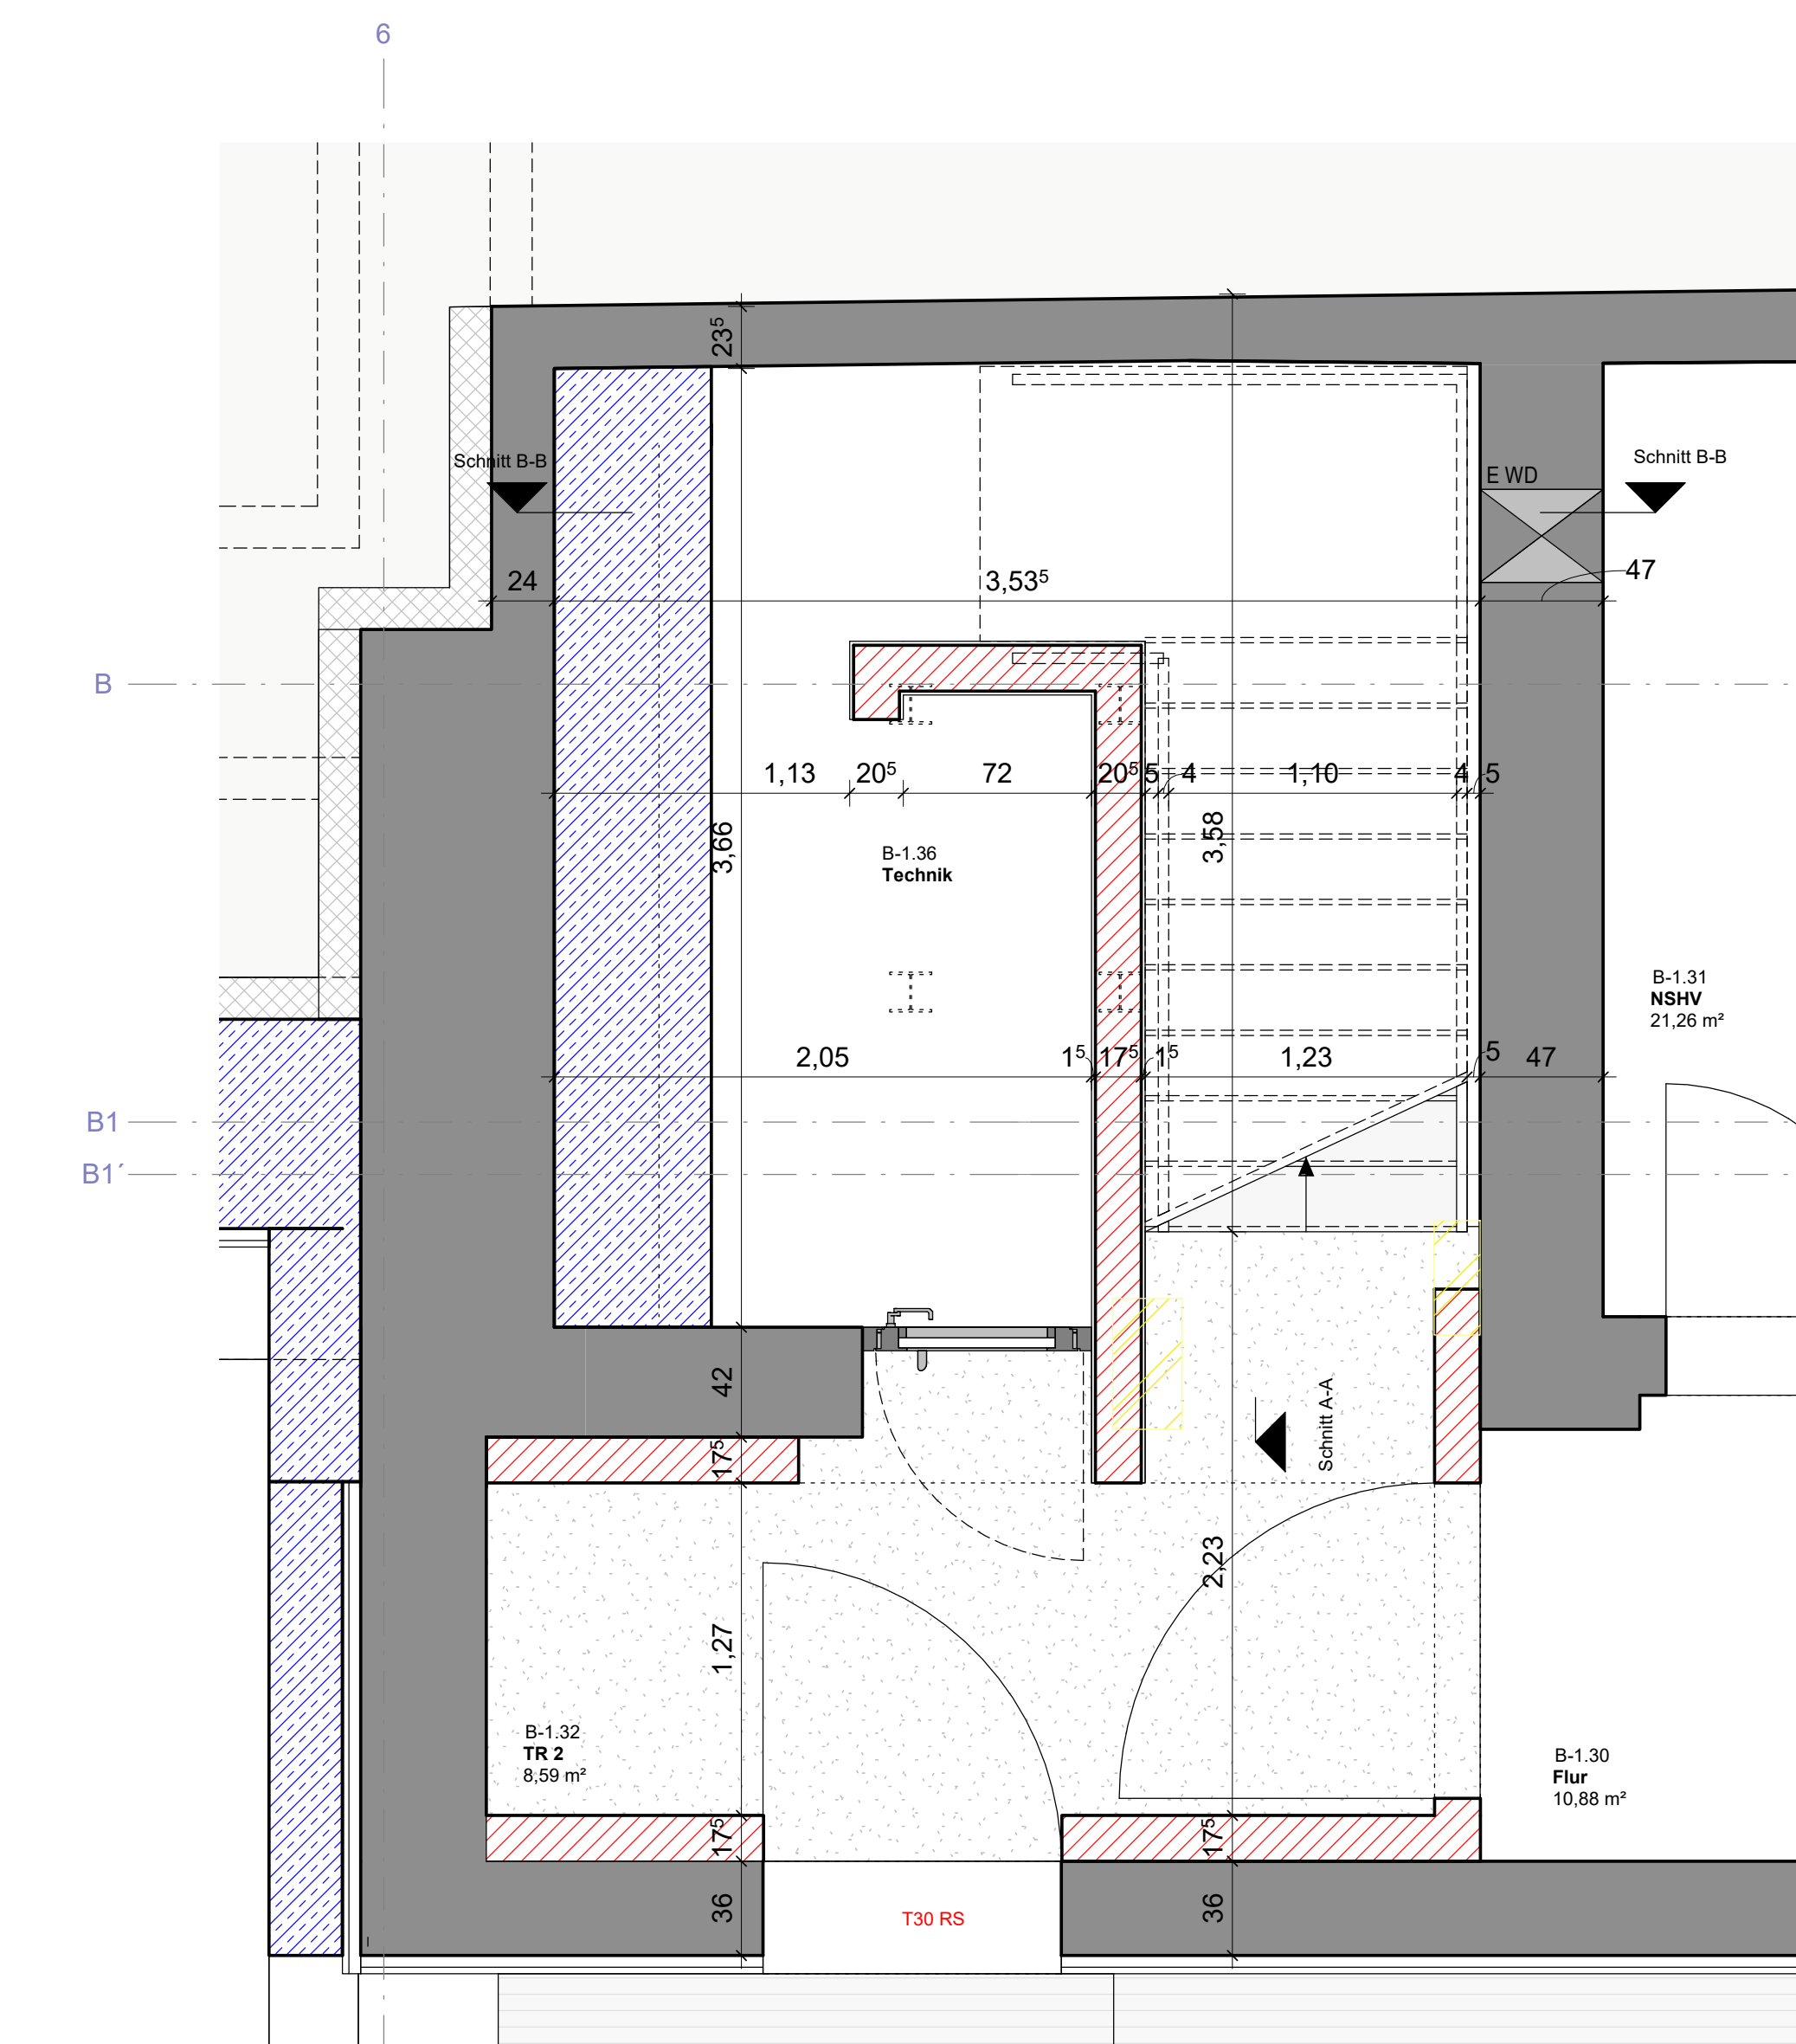 6
23⁵
Schnitt B-B
E WD
Schnitt B-B
24
3,53⁵
47
B
1,13
20⁵
72
20⁵
5
4
1,10
4
5
3,66
3,58
B-1.36
Technik
B-1.31
NSHV
21,26 m²
2,05
1⁵
17⁵
1⁵
1,23
5
47
B1
B1´
42
17⁵
Schnitt A-A
2,23
1,27
B-1.32
TR 2
8,59 m²
B-1.30
Flur
10,88 m²
17⁵
17⁵
36
T30 RS
36